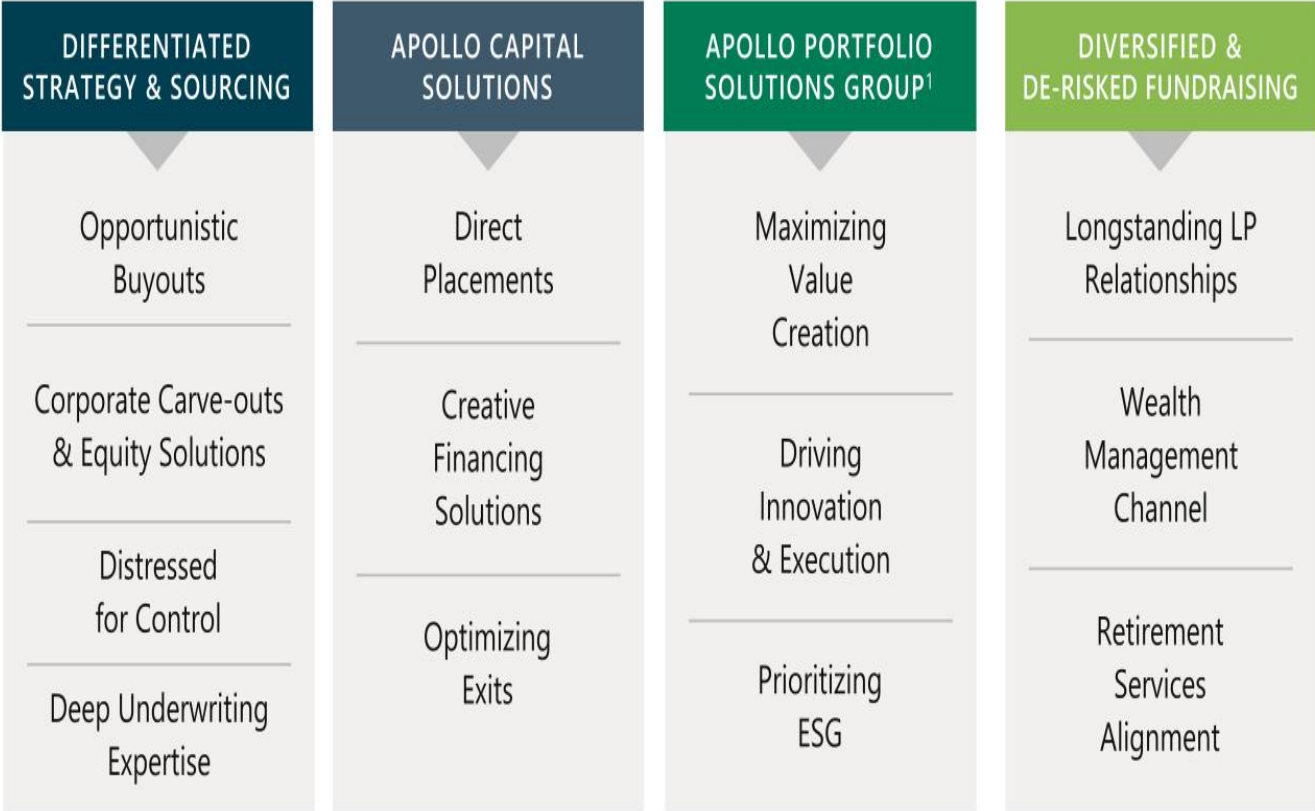 DIFFERENTIATED
STRATEGY & SOURCING
Opportunistic
Buyouts
Corporate Carve-outs
& Equity Solutions
Distressed
for Control
Deep Underwriting
Expertise
APOLLO CAPITAL
SOLUTIONS
Direct
Placements
Creative
Financing
Solutions
Optimizing
Exits
APOLLO PORTFOLIO
SOLUTIONS GROUP¹
Maximizing
Value
Creation
Driving
Innovation
& Execution
Prioritizing
ESG
DIVERSIFIED &
DE-RISKED FUNDRAISING
Longstanding LP
Relationships
Wealth
Management
Channel
Retirement
Services
Alignment